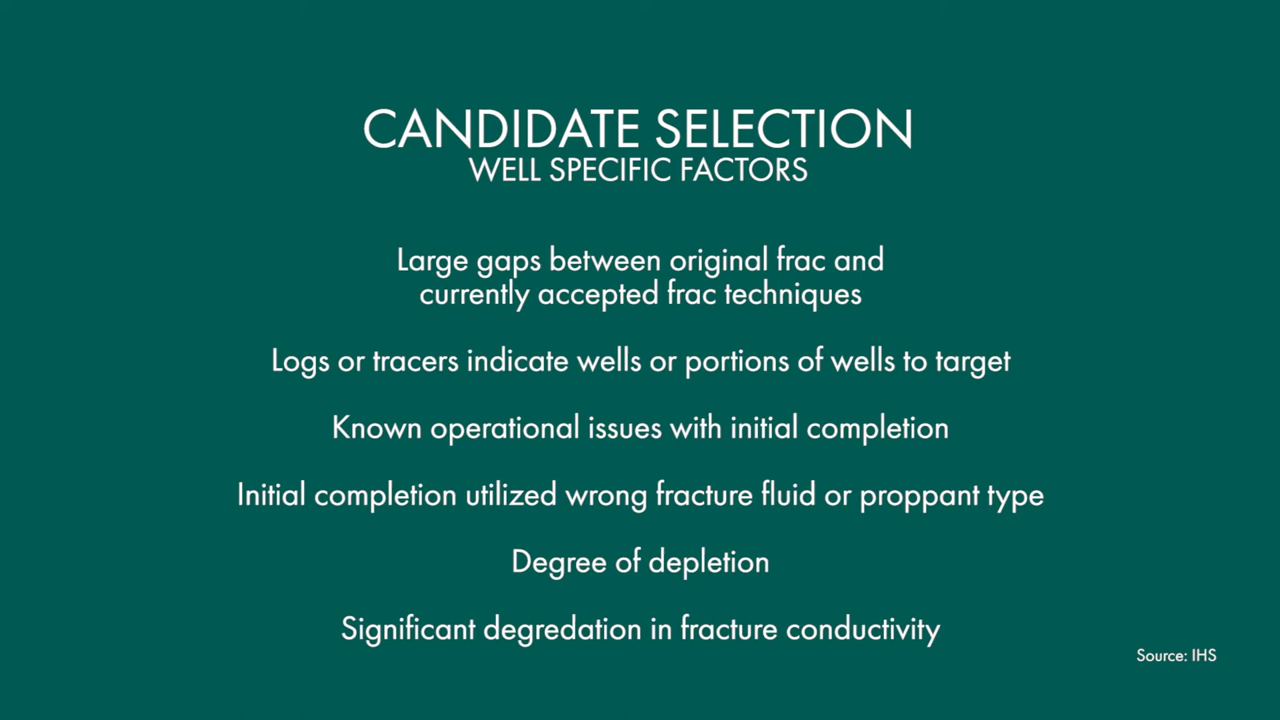 CANDIDATE SELECTION
WELL SPECIFIC FACTORS
Large gaps between original frac and
currently accepted frac techniques
Logs or tracers indicate wells or portions of wells to target
Known operational issues with initial completion
Initial completion utilized wrong fracture fluid or proppant type
Degree of depletion
Significant degredation in fracture conductivity
Source: IHS